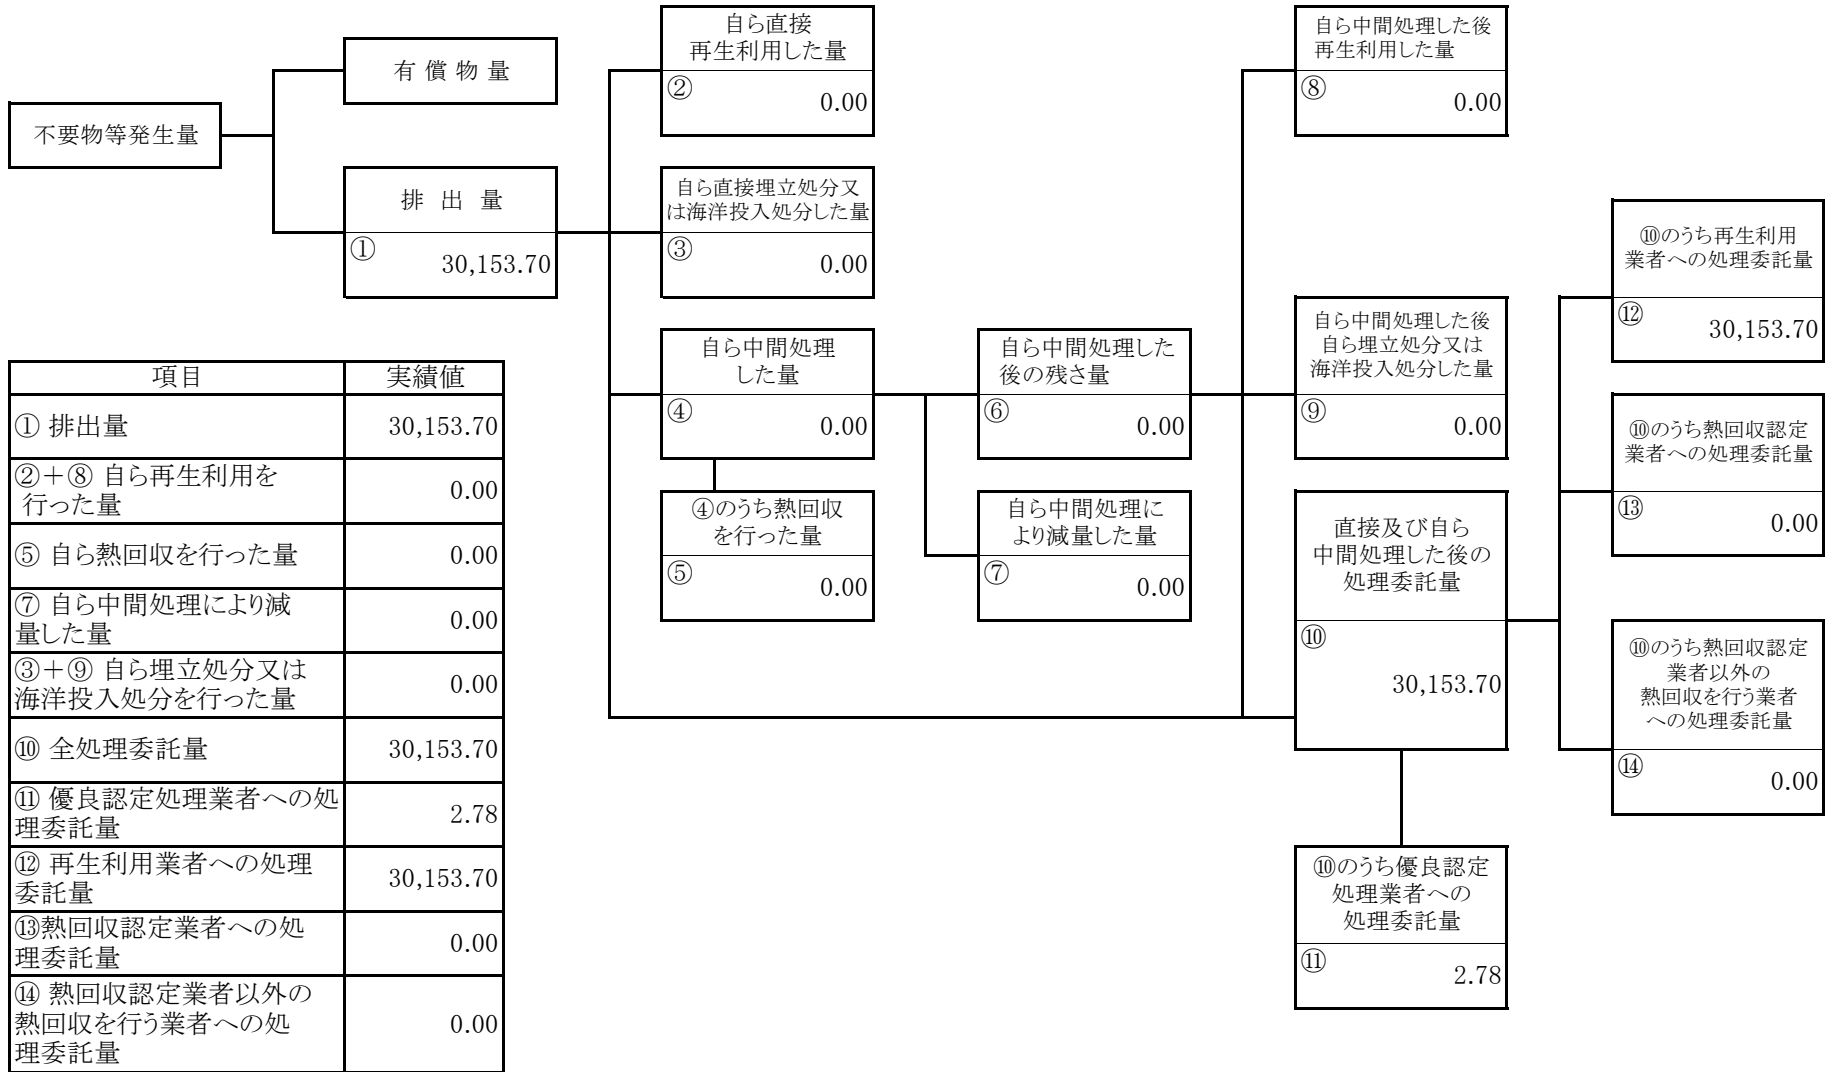 不要物等発生量
有 償 物 量
排 出 量
①
30,153.70
自ら直接
再生利用した量
②
0.00
自ら直接埋立処分又
は海洋投入処分した量
③
0.00
自ら中間処理
した量
④
0.00
④のうち熱回収
を行った量
⑤
0.00
自ら中間処理した
後の残さ量
⑥
0.00
自ら中間処理に
より減量した量
⑦
0.00
自ら中間処理した後
再生利用した量
⑧
0.00
自ら中間処理した後
自ら埋立処分又は
海洋投入処分した量
⑨
0.00
直接及び自ら
中間処理した後の
処理委託量
⑩
30,153.70
⑩のうち優良認定
処理業者への
処理委託量
⑪
2.78
⑩のうち再生利用
業者への処理委託量
⑫
30,153.70
⑩のうち熱回収認定
業者への処理委託量
⑬
0.00
⑩のうち熱回収認定
業者以外の
熱回収を行う業者
への処理委託量
⑭
0.00
項目 実績値
① 排出量 30,153.70
②＋⑧ 自ら再生利用を
行った量
0.00
⑤ 自ら熱回収を行った量 0.00
⑦ 自ら中間処理により減
量した量
0.00
③＋⑨ 自ら埋立処分又は
海洋投入処分を行った量
0.00
⑩ 全処理委託量 30,153.70
⑪ 優良認定処理業者への処
理委託量
2.78
⑫ 再生利用業者への処理
委託量
30,153.70
⑬熱回収認定業者への処
理委託量
0.00
⑭ 熱回収認定業者以外の
熱回収を行う業者への処
理委託量
0.00